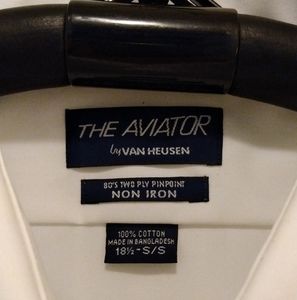 THE AVIATOR
by VAN HEUSEN
80'S TWO PLY PINPOINT
NON IRON
100% COTTON
MADE IN BANGLADESH
18½-S/S